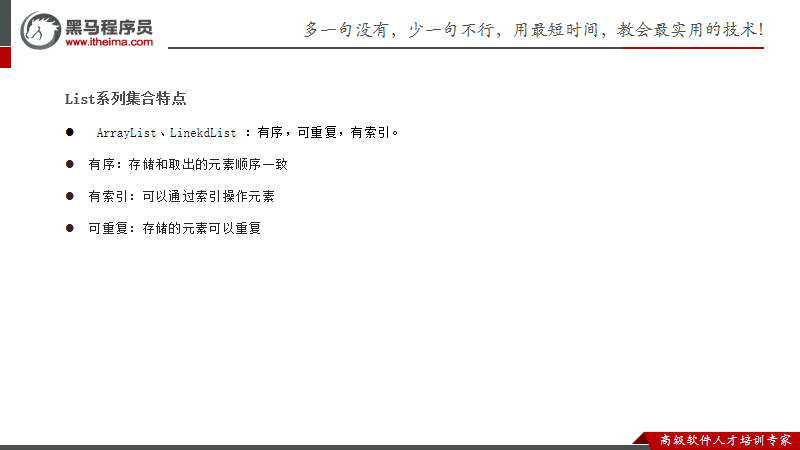 黑马程序员
www.itheima.com
多一句没有，少一句不行，用最短时间，教会最实用的技术！
List系列集合特点
● ArrayList、LinekdList ：有序，可重复，有索引。
● 有序：存储和取出的元素顺序一致
● 有索引：可以通过索引操作元素
● 可重复：存储的元素可以重复
高级软件人才培训专家